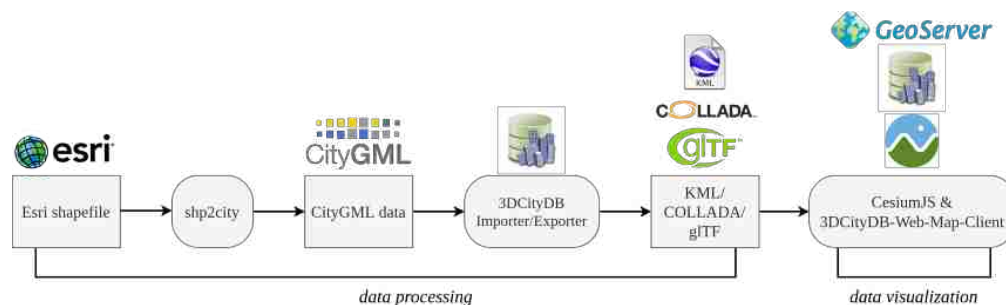 GeoServer
KML
COLLADA
glTF™
esri
CityGML
Esri shapefile
shp2city
CityGML data
3DCityDB
Importer/Exporter
KML/
COLLADA/
glTF
CesiumJS &
3DCityDB-Web-Map-Client
data processing
data visualization